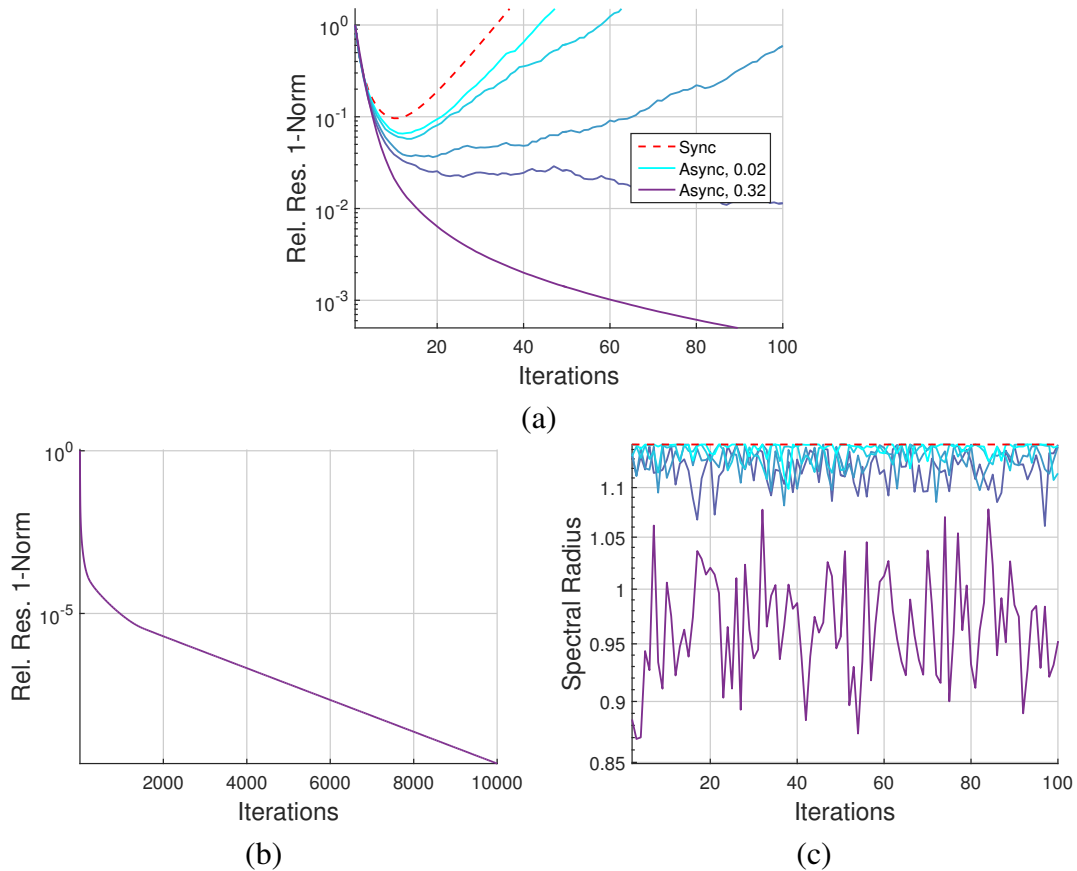 10^0
10^-1
10^-2
10^-3
Rel. Res. 1-Norm
Sync
Async, 0.02
Async, 0.32
20 40 60 80 100
Iterations
(a)
10^0
10^-5
Rel. Res. 1-Norm
2000 4000 6000 8000 10000
Iterations
(b)
1.1
1.05
1
0.95
0.9
0.85
Spectral Radius
20 40 60 80 100
Iterations
(c)